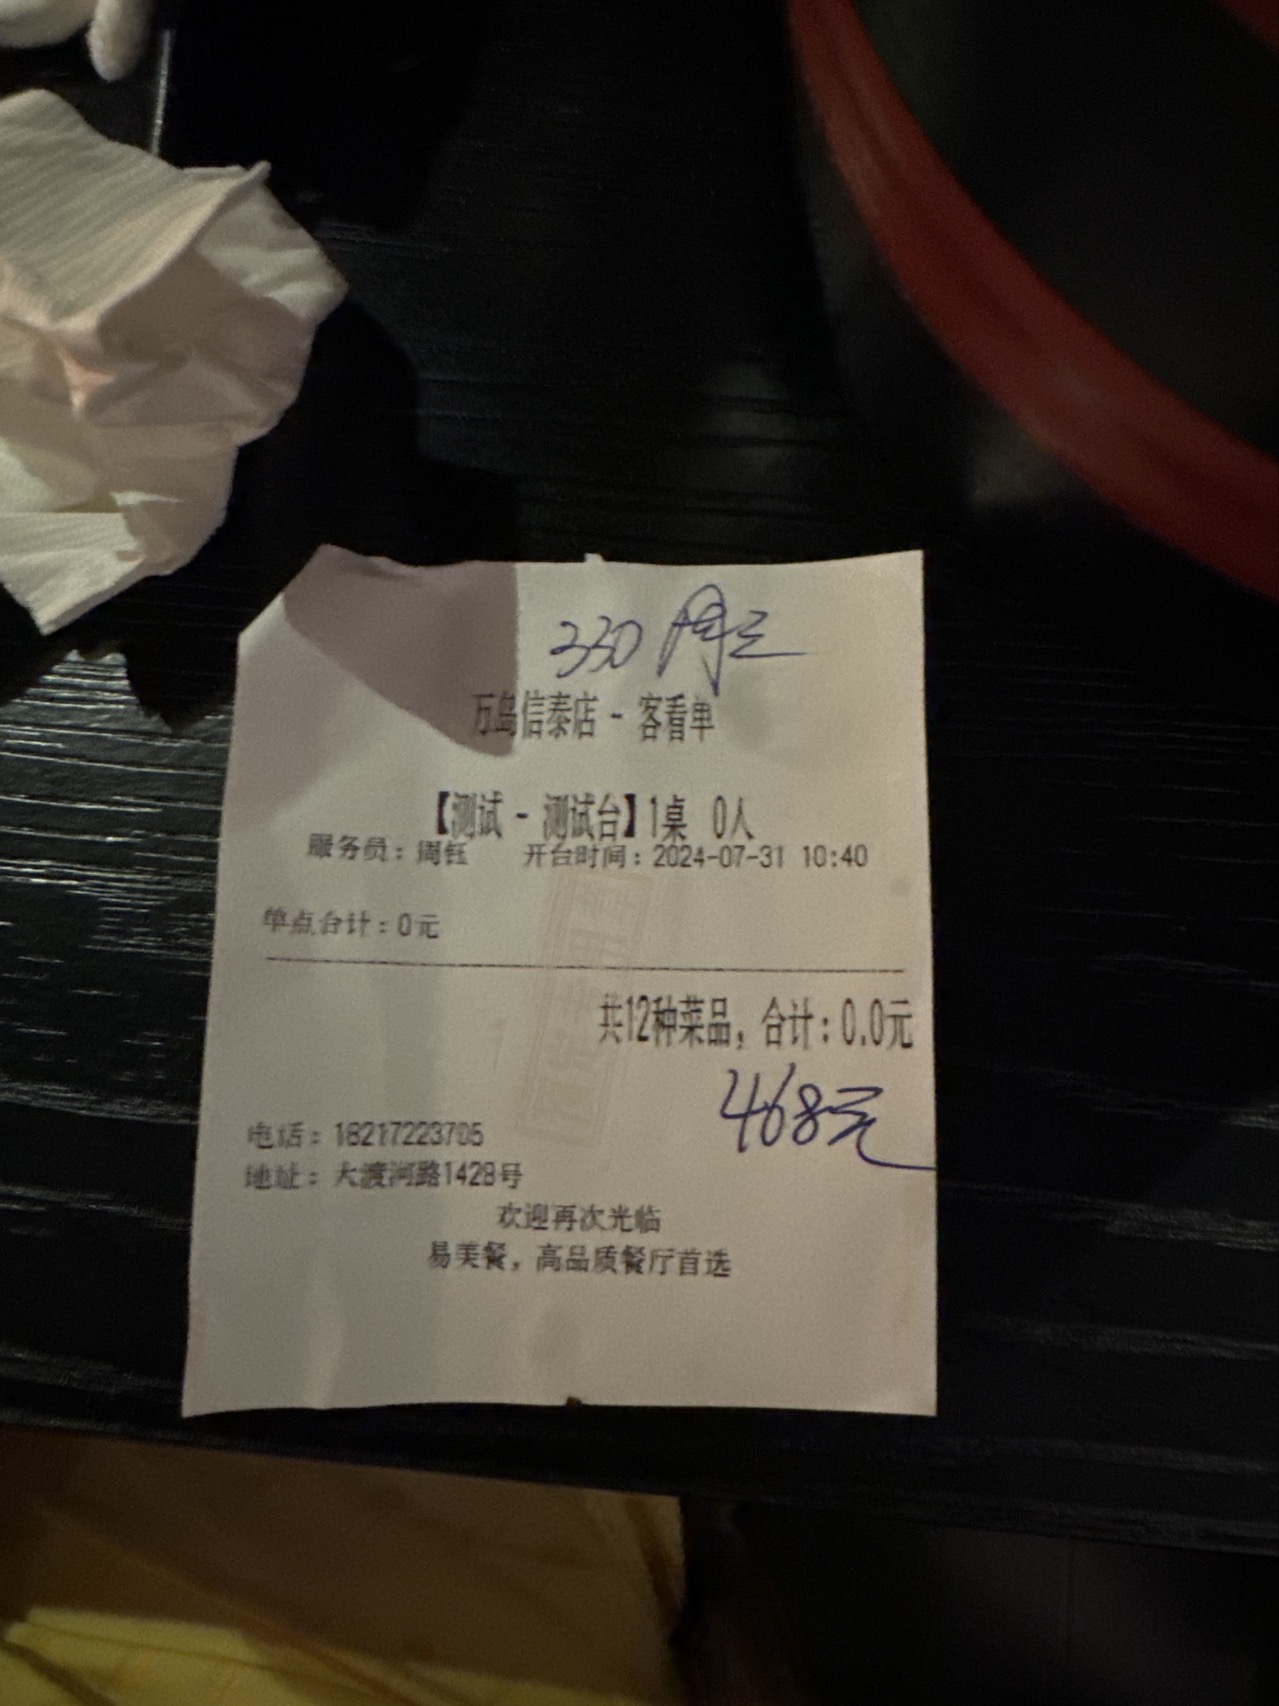 330 周三
万岛信泰店 - 客看单
【测试 - 测试台】1桌 0人
服务员：周钰 开台时间：2024-07-31 10:40
单点合计：0元
共12种菜品，合计：0.0元
468元
电话：18217223705
地址：大渡河路1428号
欢迎再次光临
易美餐，高品质餐厅首选